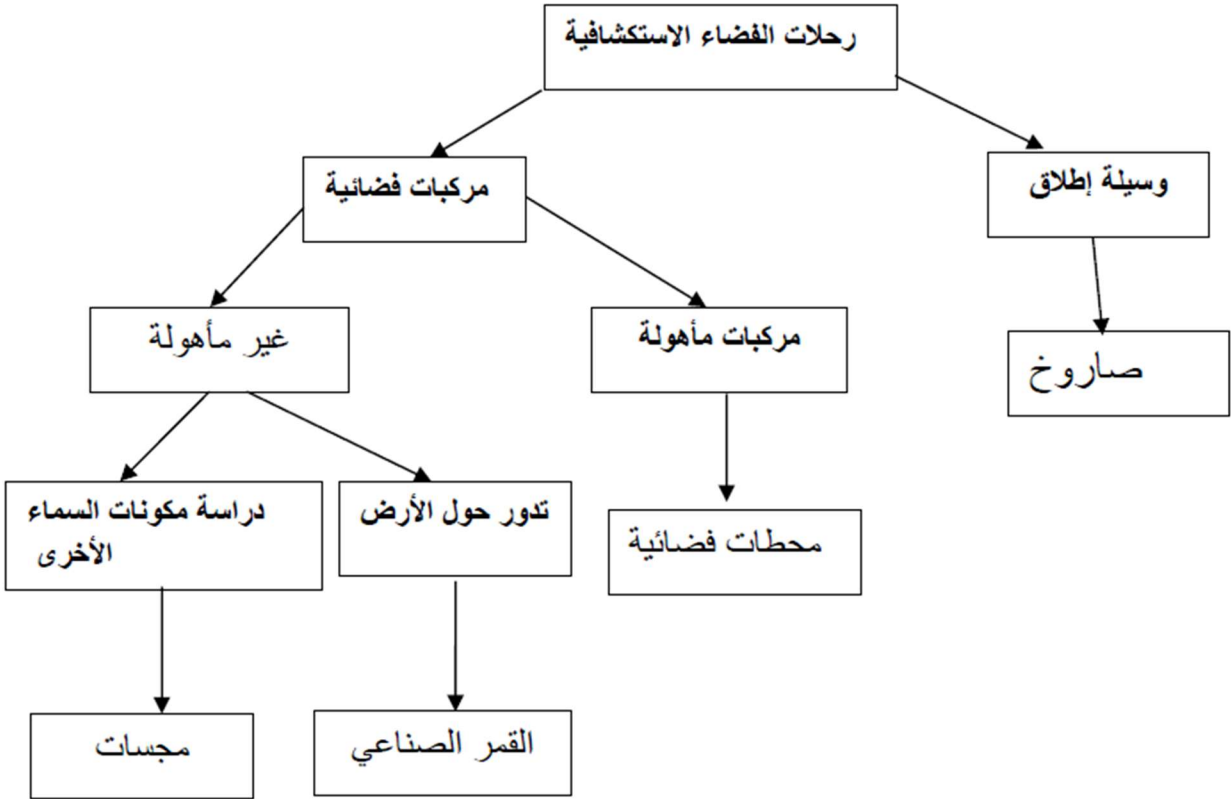 رحلات الفضاء الاستكشافية
وسيلة إطلاق
مركبات فضائية
مركبات مأهولة
غير مأهولة
صاروخ
تدور حول الأرض
دراسة مكونات السماء
الأخرى
محطات فضائية
القمر الصناعي
مجسات